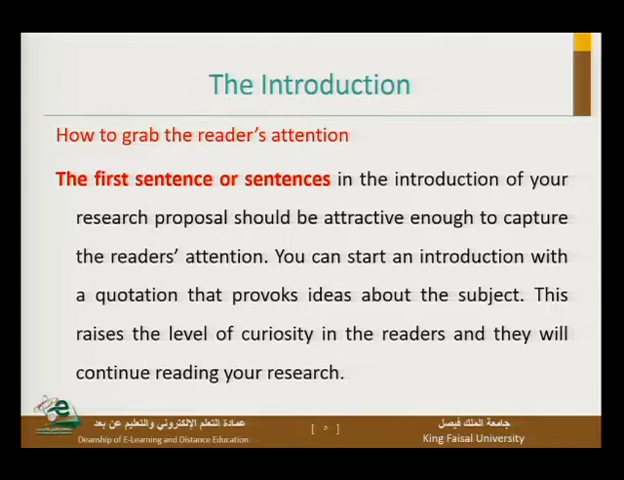 The Introduction
How to grab the reader's attention
The first sentence or sentences in the introduction of your
research proposal should be attractive enough to capture
the readers' attention. You can start an introduction with
a quotation that provoks ideas about the subject. This
raises the level of curiosity in the readers and they will
continue reading your research.
عمادة التعلم الإلكتروني والتعليم عن بعد
Deanship of E-Learning and Distance Education
[ ٥ ]
جامعة الملك فيصل
King Faisal University